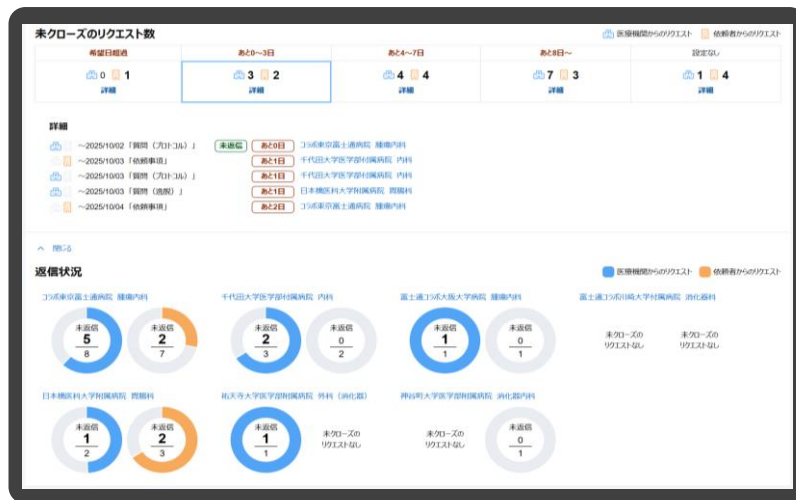 未クローズのリクエスト数
医療機関からのリクエスト 依頼者からのリクエスト
希望日超過 あと0～3日 あと4～7日 あと8日～ 設定なし
0 1 3 2 4 4 7 3 1 4
詳細 詳細 詳細 詳細 詳細
詳細
～2025/10/02「質問（プロトコル）」 未返信 あと0日 コラボ東京富士通病院 腫瘍内科
～2025/10/03「依頼事項」 あと1日 千代田大学医学部付属病院 内科
～2025/10/03「質問（プロトコル）」 あと1日 千代田大学医学部付属病院 内科
～2025/10/03「質問（逸脱）」 あと1日 日本橋医科大学附属病院 胃腸科
～2025/10/04「依頼事項」 あと2日 コラボ東京富士通病院 腫瘍内科
閉じる
返信状況
医療機関からのリクエスト 依頼者からのリクエスト
コラボ東京富士通病院 腫瘍内科 千代田大学医学部付属病院 内科 富士通コラボ大阪大学病院 腫瘍内科 富士通コラボ川崎大学付属病院 消化器科
未返信 未返信 未返信 未返信 未返信 未返信 未クローズの 未クローズの
5 2 2 0 1 0 リクエストなし リクエストなし
8 7 3 2 1 1
日本橋医科大学附属病院 胃腸科 祐天寺大学医学部附属病院 外科（消化器） 神谷町大学医学部附属病院 消化器内科
未返信 未返信 未返信 未クローズの 未クローズの 未返信
1 2 1 リクエストなし リクエストなし 0
2 3 1 1